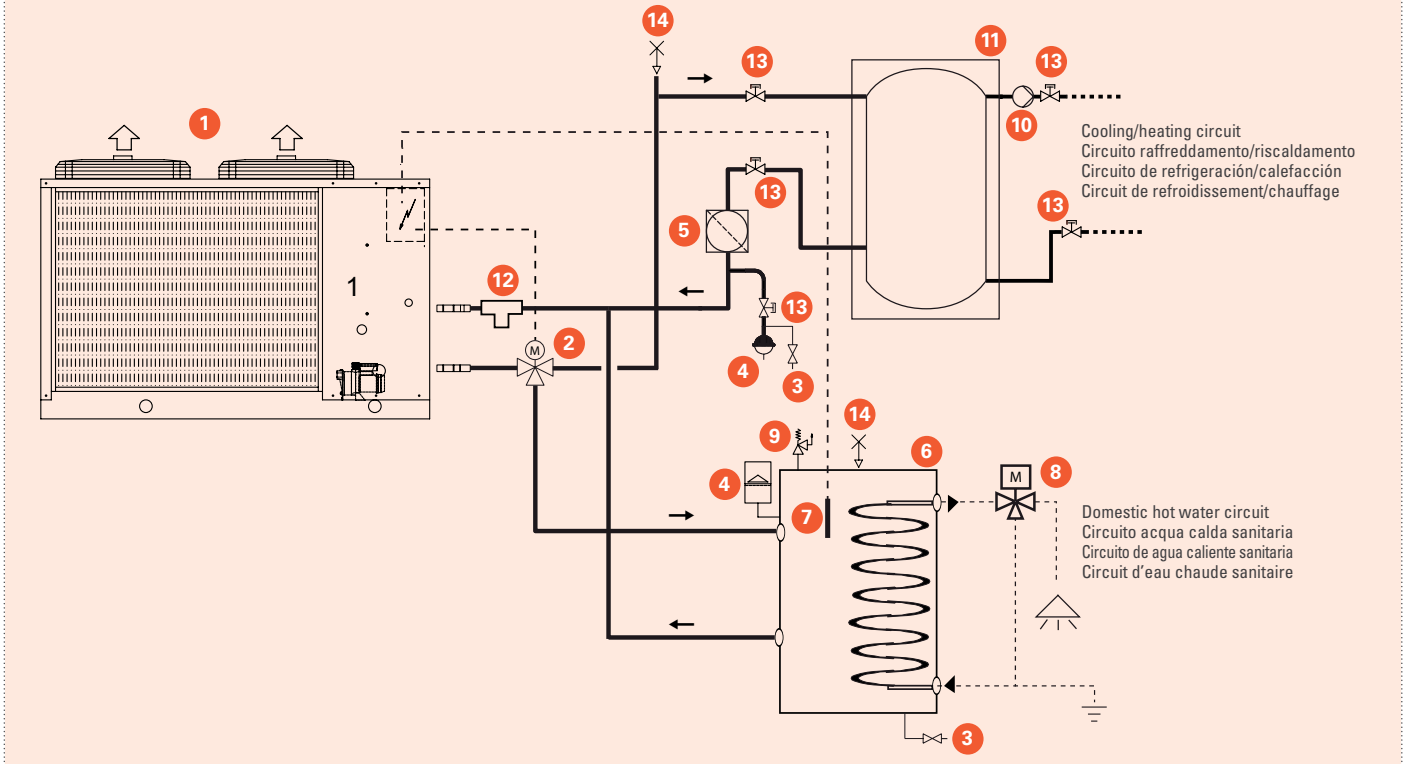 14
11
13
13
1
10
Cooling/heating circuit
Circuito raffreddamento/riscaldamento
Circuito de refrigeración/calefacción
Circuit de refroidissement/chauffage
13
13
5
12
1
13
2
M
4
3
14
9
6
4
8
M
7
Domestic hot water circuit
Circuito acqua calda sanitaria
Circuito de agua caliente sanitaria
Circuit d'eau chaude sanitaire
3